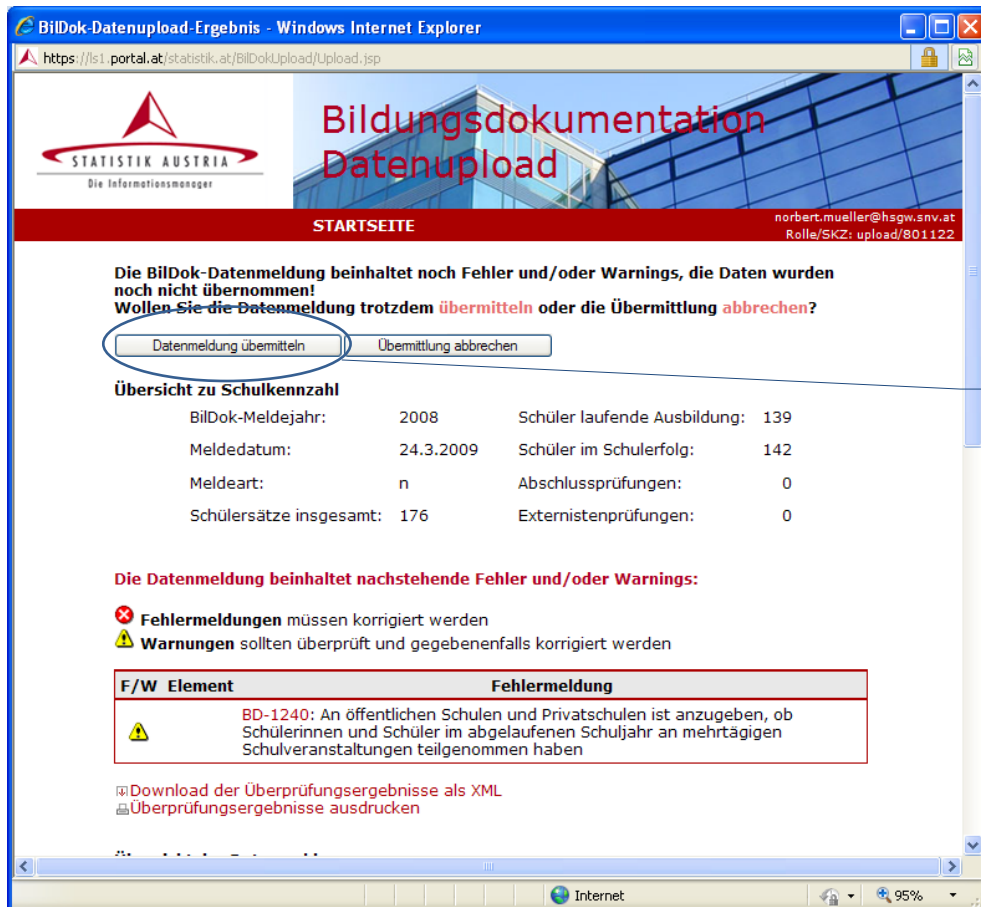 BilDok-Datenupload-Ergebnis - Windows Internet Explorer
https://ls1.portal.at/statistik.at/BilDokUpload/Upload.jsp
STATISTIK AUSTRIA
Die Informationsmanager
Bildungsdokumentation
Datenupload
STARTSEITE
norbert.mueller@hsgw.snv.at
Rolle/SKZ: upload/801122
Die BilDok-Datenmeldung beinhaltet noch Fehler und/oder Warnings, die Daten wurden
noch nicht übernommen!
Wollen Sie die Datenmeldung trotzdem übermitteln oder die Übermittlung abbrechen?
Datenmeldung übermitteln Übermittlung abbrechen
Übersicht zu Schulkennzahl
BilDok-Meldejahr: 2008 Schüler laufende Ausbildung: 139
Meldedatum: 24.3.2009 Schüler im Schulerfolg: 142
Meldeart: n Abschlussprüfungen: 0
Schülersätze insgesamt: 176 Externistenprüfungen: 0
Die Datenmeldung beinhaltet nachstehende Fehler und/oder Warnings:
Fehlermeldungen müssen korrigiert werden
Warnungen sollten überprüft und gegebenenfalls korrigiert werden
F/W Element Fehlermeldung
BD-1240: An öffentlichen Schulen und Privatschulen ist anzugeben, ob
Schülerinnen und Schüler im abgelaufenen Schuljahr an mehrtägigen
Schulveranstaltungen teilgenommen haben
Download der Überprüfungsergebnisse als XML
Überprüfungsergebnisse ausdrucken
Internet 95%